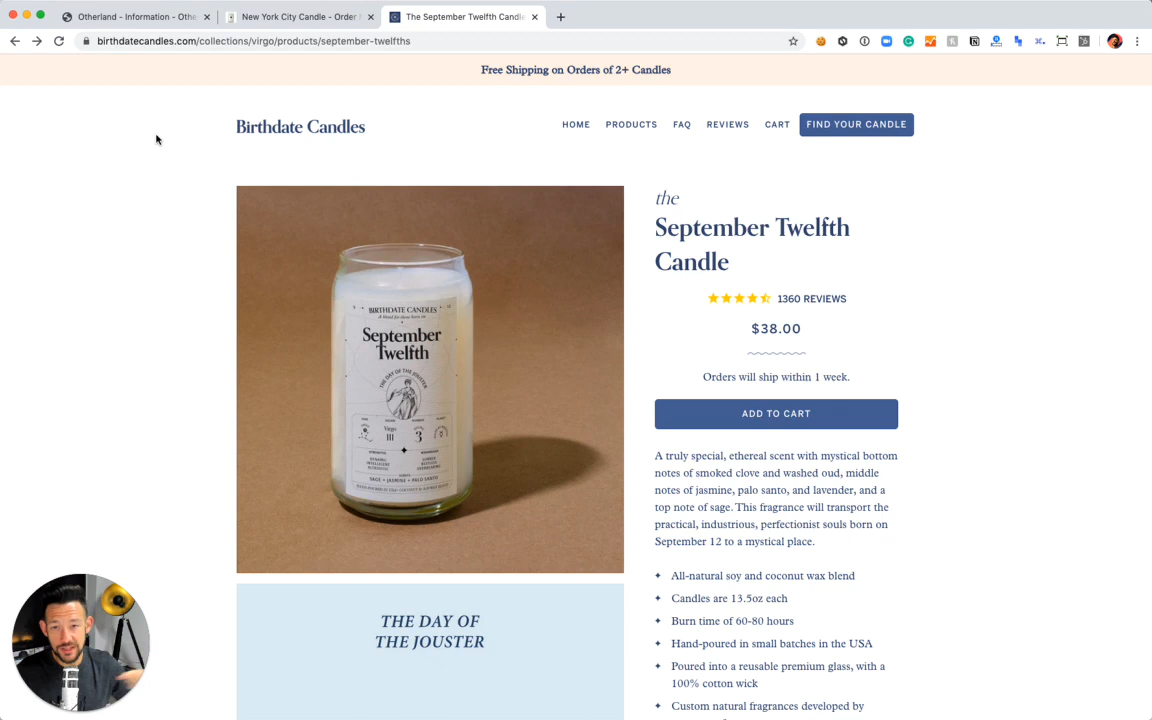 Otherland - Information - Othe
New York City Candle - Order
The September Twelfth Candle
birthdatecandles.com/collections/virgo/products/september-twelfths
Free Shipping on Orders of 2+ Candles
Birthdate Candles
HOME
PRODUCTS
FAQ
REVIEWS
CART
FIND YOUR CANDLE
BIRTHDATE CANDLES
September
Twelfth
THE DAY OF THE JOUSTER
Virgo
III
3
SAGE + JASMINE + PALO SANTO
the
September Twelfth
Candle
1360 REVIEWS
$38.00
Orders will ship within 1 week.
ADD TO CART
A truly special, ethereal scent with mystical bottom
notes of smoked clove and washed oud, middle
notes of jasmine, palo santo, and lavender, and a
top note of sage. This fragrance will transport the
practical, industrious, perfectionist souls born on
September 12 to a mystical place.
All-natural soy and coconut wax blend
Candles are 13.5oz each
Burn time of 60-80 hours
Hand-poured in small batches in the USA
Poured into a reusable premium glass, with a
100% cotton wick
Custom natural fragrances developed by
THE DAY OF
THE JOUSTER